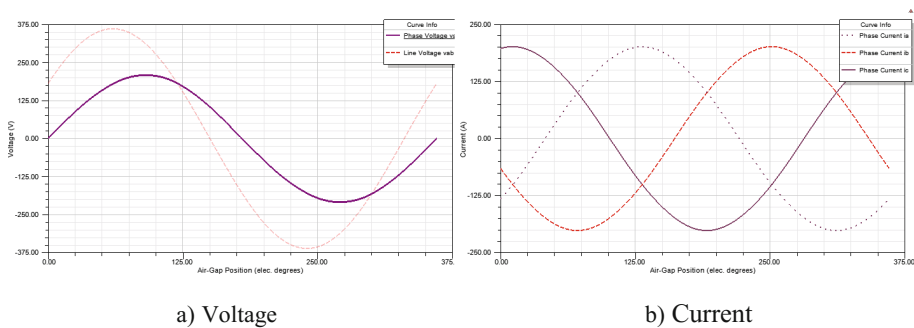 375.00
250.00
125.00
0.00
-125.00
-250.00
-375.00
Voltage (V)
0.00
125.00
250.00
375.00
Air-Gap Position (elec. degrees)
Curve Info
Phase Voltage va
Line Voltage vab
a) Voltage
250.00
125.00
0.00
-125.00
-250.00
Current (A)
0.00
125.00
250.00
375.00
Air-Gap Position (elec. degrees)
Curve Info
Phase Current ia
Phase Current ib
Phase Current ic
b) Current